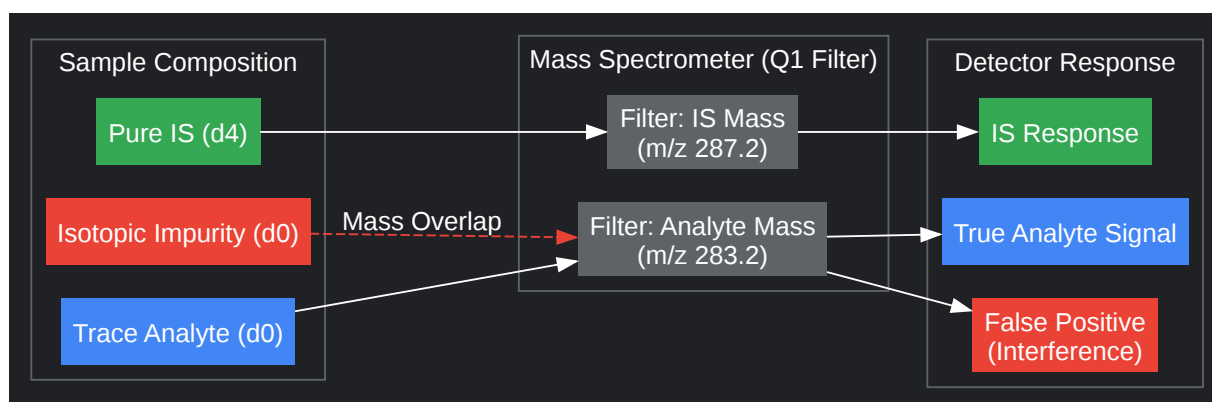 Sample Composition
Pure IS (d4)
Isotopic Impurity (d0)
Trace Analyte (d0)
Mass Overlap
Mass Spectrometer (Q1 Filter)
Filter: IS Mass
(m/z 287.2)
Filter: Analyte Mass
(m/z 283.2)
Detector Response
IS Response
True Analyte Signal
False Positive
(Interference)